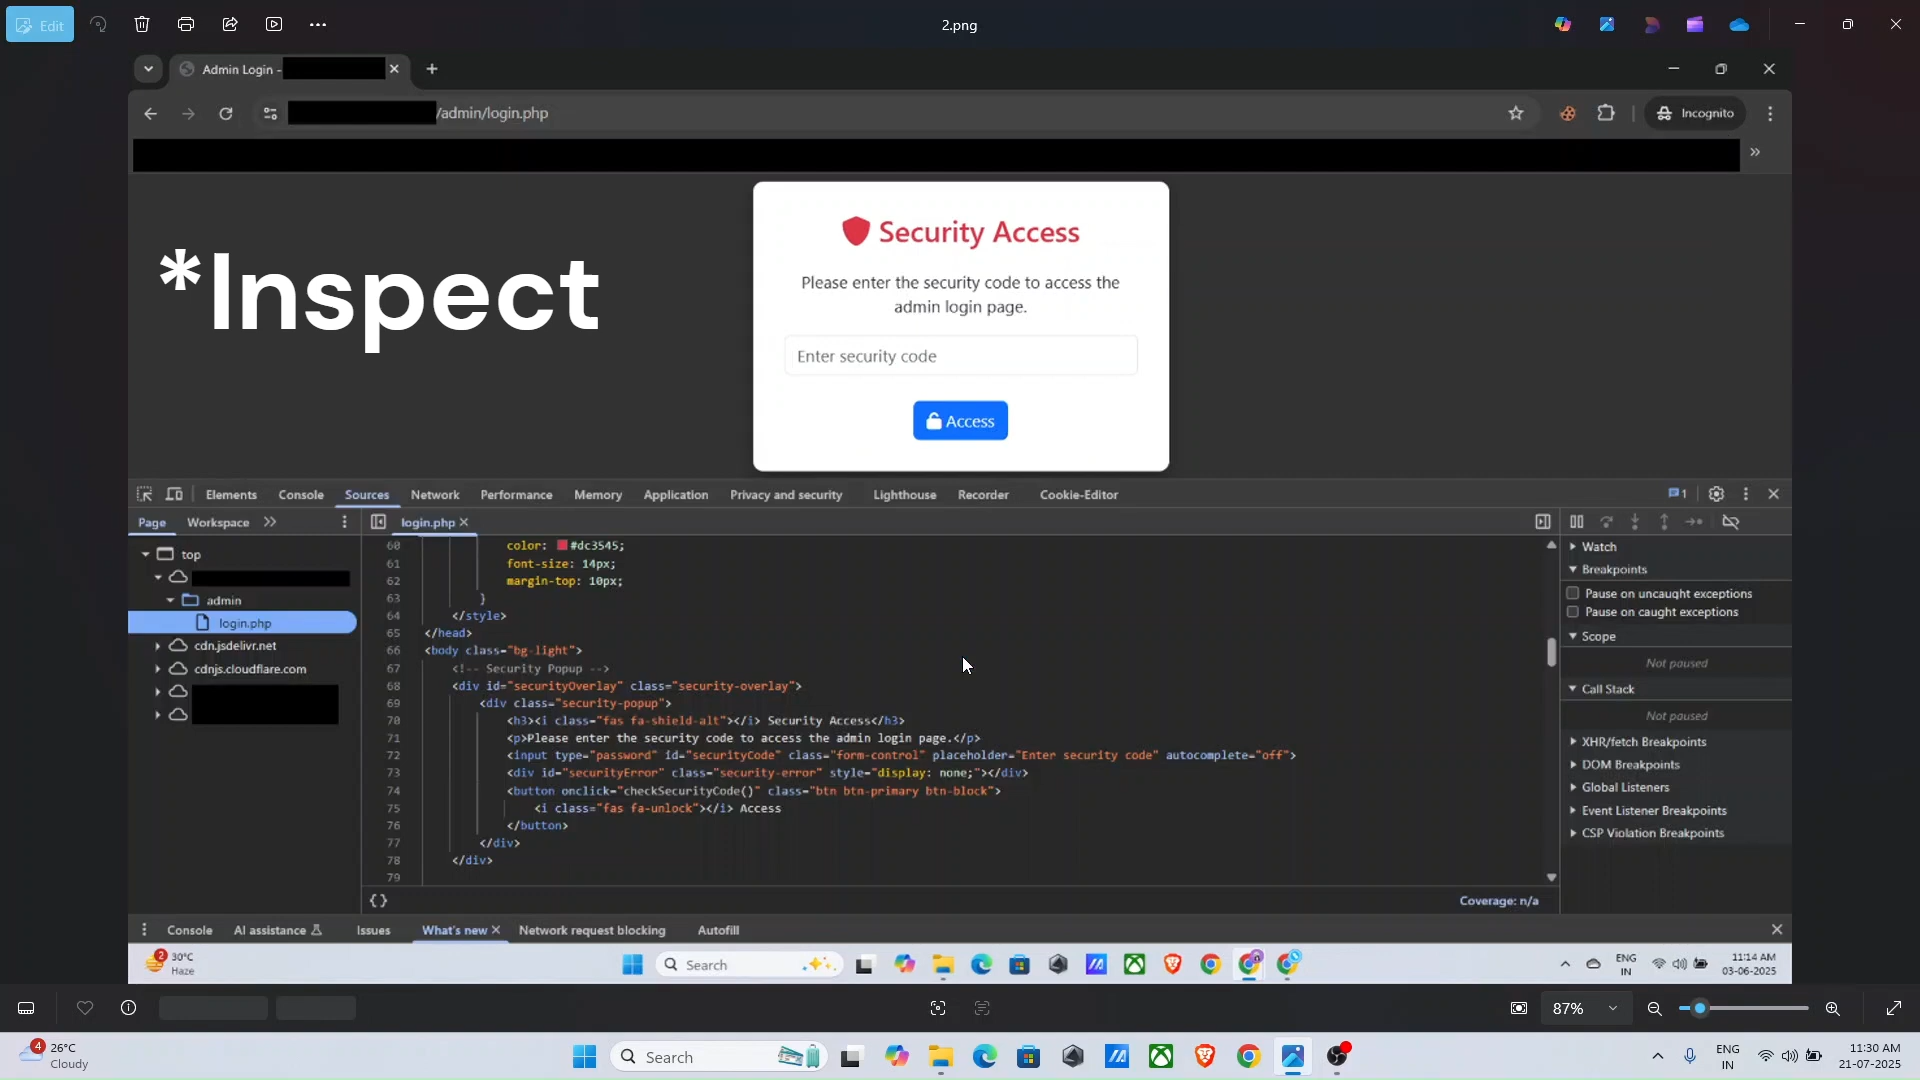 Edit
2.png
Admin Login -
/admin/login.php
Incognito
*Inspect
Security Access
Please enter the security code to access the
admin login page.
Enter security code
Access
Elements Console Sources Network Performance Memory Application Privacy and security Lighthouse Recorder Cookie-Editor 1
Page Workspace login.php
top
admin
login.php
cdn.jsdelivr.net
cdnjs.cloudflare.com
60 color: #dc3545;
61 font-size: 14px;
62 margin-top: 10px;
63 }
64 </style>
65 </head>
66 <body class="bg-light">
67 <!-- Security Popup -->
68 <div id="securityOverlay" class="security-overlay">
69 <div class="security-popup">
70 <h3><i class="fas fa-shield-alt"></i> Security Access</h3>
71 <p>Please enter the security code to access the admin login page.</p>
72 <input type="password" id="securityCode" class="form-control" placeholder="Enter security code" autocomplete="off">
73 <div id="securityError" class="security-error" style="display: none;"></div>
74 <button onclick="checkSecurityCode()" class="btn btn-primary btn-block">
75 <i class="fas fa-unlock"></i> Access
76 </button>
77 </div>
78 </div>
79
{}
Coverage: n/a
Watch
Breakpoints
Pause on uncaught exceptions
Pause on caught exceptions
Scope
Not paused
Call Stack
Not paused
XHR/fetch Breakpoints
DOM Breakpoints
Global Listeners
Event Listener Breakpoints
CSP Violation Breakpoints
Console AI assistance Issues What's new Network request blocking Autofill
2
30°C
Haze
Search
ENG
IN
11:14 AM
03-06-2025
87%
4
26°C
Cloudy
Search
ENG
IN
11:30 AM
21-07-2025